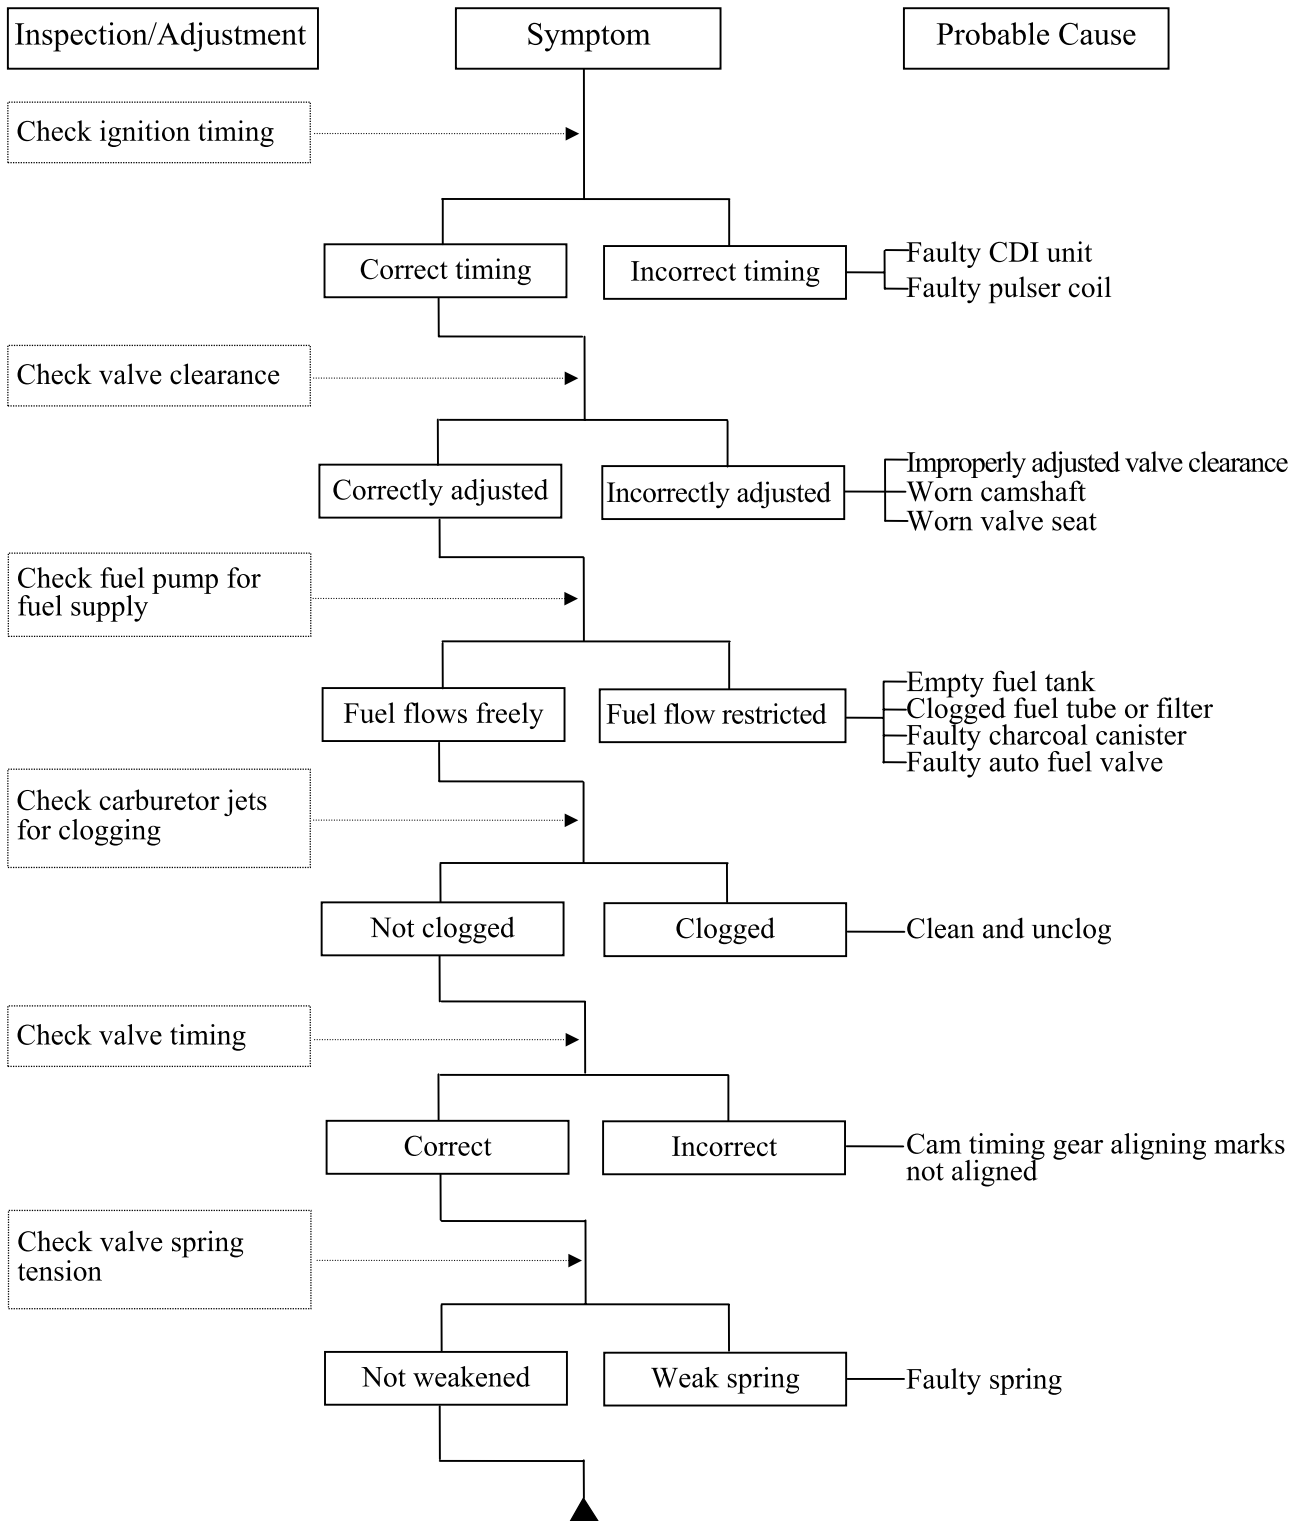 Inspection/Adjustment
Symptom
Probable Cause
Check ignition timing
Correct timing
Incorrect timing
Faulty CDI unit
Faulty pulser coil
Check valve clearance
Correctly adjusted
Incorrectly adjusted
Improperly adjusted valve clearance
Worn camshaft
Worn valve seat
Check fuel pump for
fuel supply
Fuel flows freely
Fuel flow restricted
Empty fuel tank
Clogged fuel tube or filter
Faulty charcoal canister
Faulty auto fuel valve
Check carburetor jets
for clogging
Not clogged
Clogged
Clean and unclog
Check valve timing
Correct
Incorrect
Cam timing gear aligning marks
not aligned
Check valve spring
tension
Not weakened
Weak spring
Faulty spring